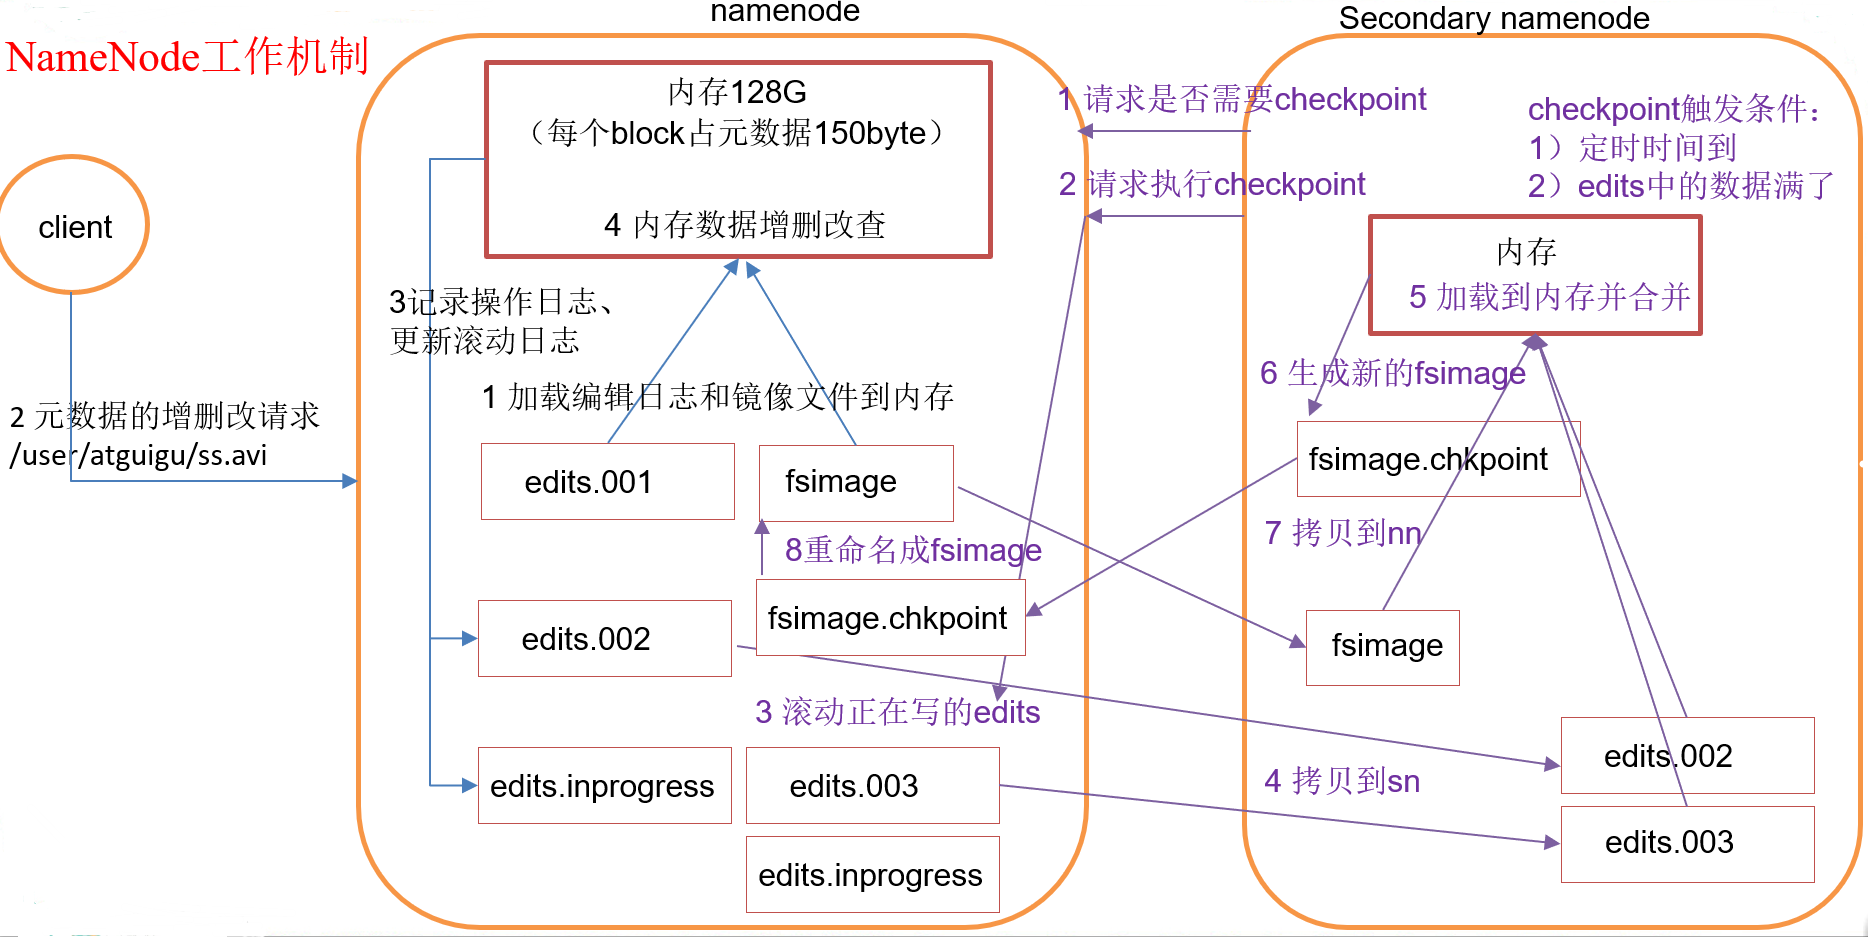 NameNode工作机制
namenode
Secondary namenode
内存128G
（每个block占元数据150byte）
4 内存数据增删改查
1 请求是否需要checkpoint
2 请求执行checkpoint
checkpoint触发条件：
1）定时时间到
2）edits中的数据满了
client
内存
5 加载到内存并合并
3记录操作日志、
更新滚动日志
1 加载编辑日志和镜像文件到内存
6 生成新的fsimage
2 元数据的增删改请求
/user/atguigu/ss.avi
edits.001
fsimage
fsimage.chkpoint
8重命名成fsimage
7 拷贝到nn
edits.002
fsimage.chkpoint
fsimage
3 滚动正在写的edits
edits.002
edits.inprogress
edits.003
4 拷贝到sn
edits.003
edits.inprogress